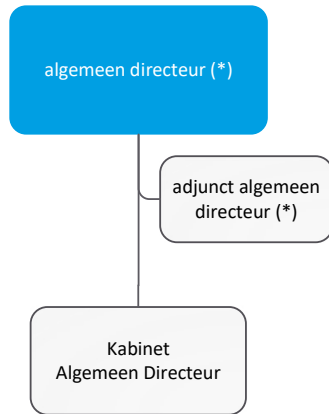 algemeen directeur (*)
adjunct algemeen
directeur (*)
Kabinet
Algemeen Directeur